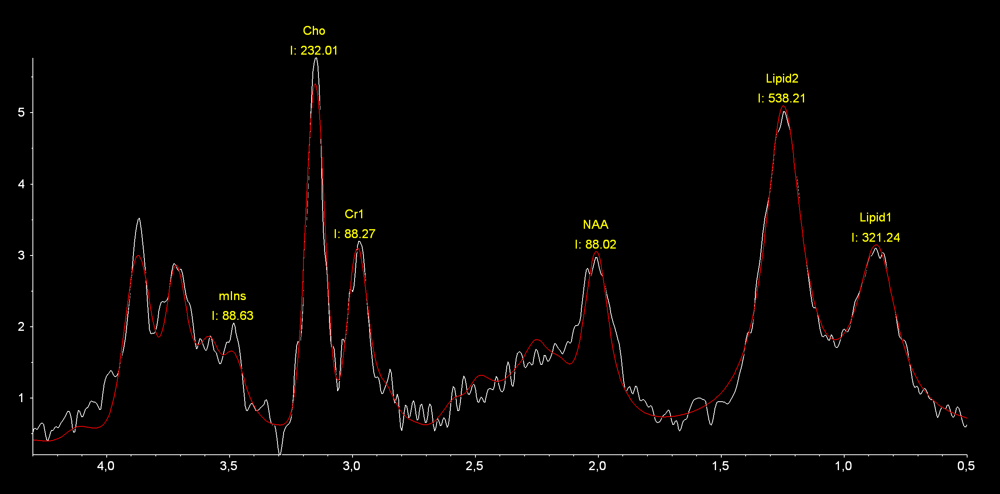 Cho
I: 232.01
Lipid2
I: 538.21
5
4
Cr1
I: 88.27
NAA
I: 88.02
Lipid1
I: 321.24
3
mIns
I: 88.63
2
1
4,0 3,5 3,0 2,5 2,0 1,5 1,0 0,5